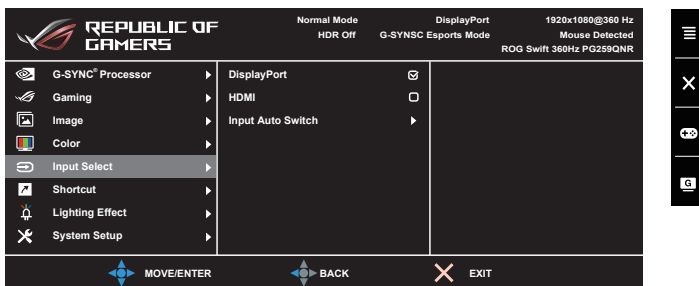 REPUBLIC OF
GAMERS
Normal Mode DisplayPort 1920x1080@360 Hz
HDR Off G-SYNSC Esports Mode Mouse Detected
ROG Swift 360Hz PG259QNR
G-SYNC® Processor DisplayPort
Gaming HDMI
Image Input Auto Switch
Color
Input Select
Shortcut
Lighting Effect
System Setup
MOVE/ENTER BACK EXIT
G